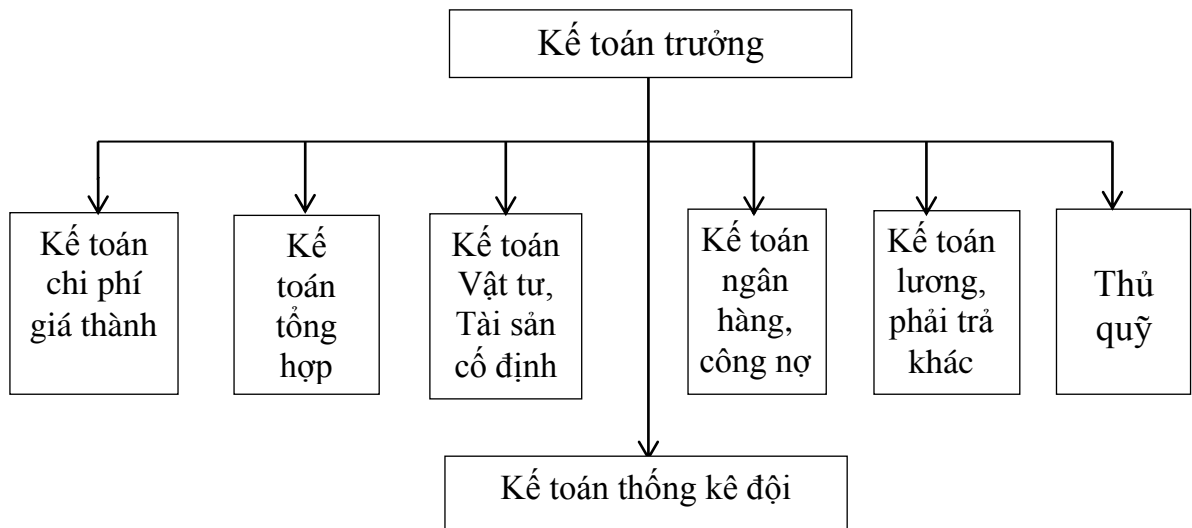 Kế toán trưởng
Kế toán
chi phí
giá thành
Kế
toán
tổng
hợp
Kế toán
Vật tư,
Tài sản
cố định
Kế toán
ngân
hàng,
công nợ
Kế toán
lương,
phải trả
khác
Thủ
quỹ
Kế toán thống kê đội